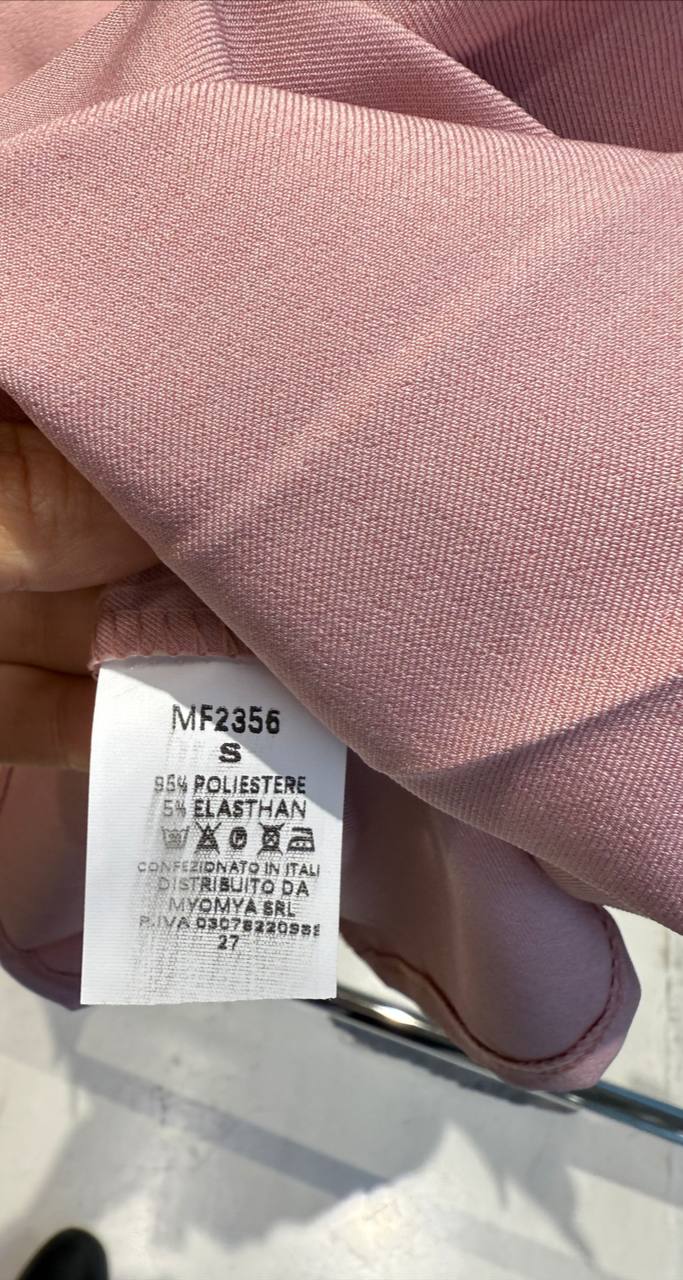 MF2356
S
95% POLIESTERE
5% ELASTHAN
CONFEZIONATO IN ITALI
DISTRIBUITO DA
MYOMYA SRL
P.IVA
27